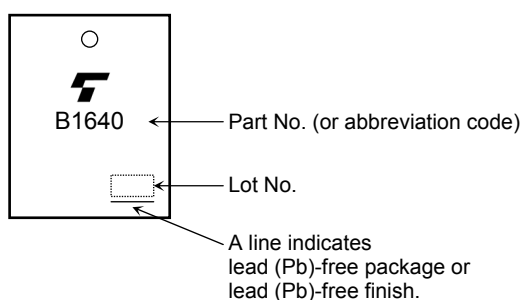 B1640
Part No. (or abbreviation code)
Lot No.
A line indicates
lead (Pb)-free package or
lead (Pb)-free finish.